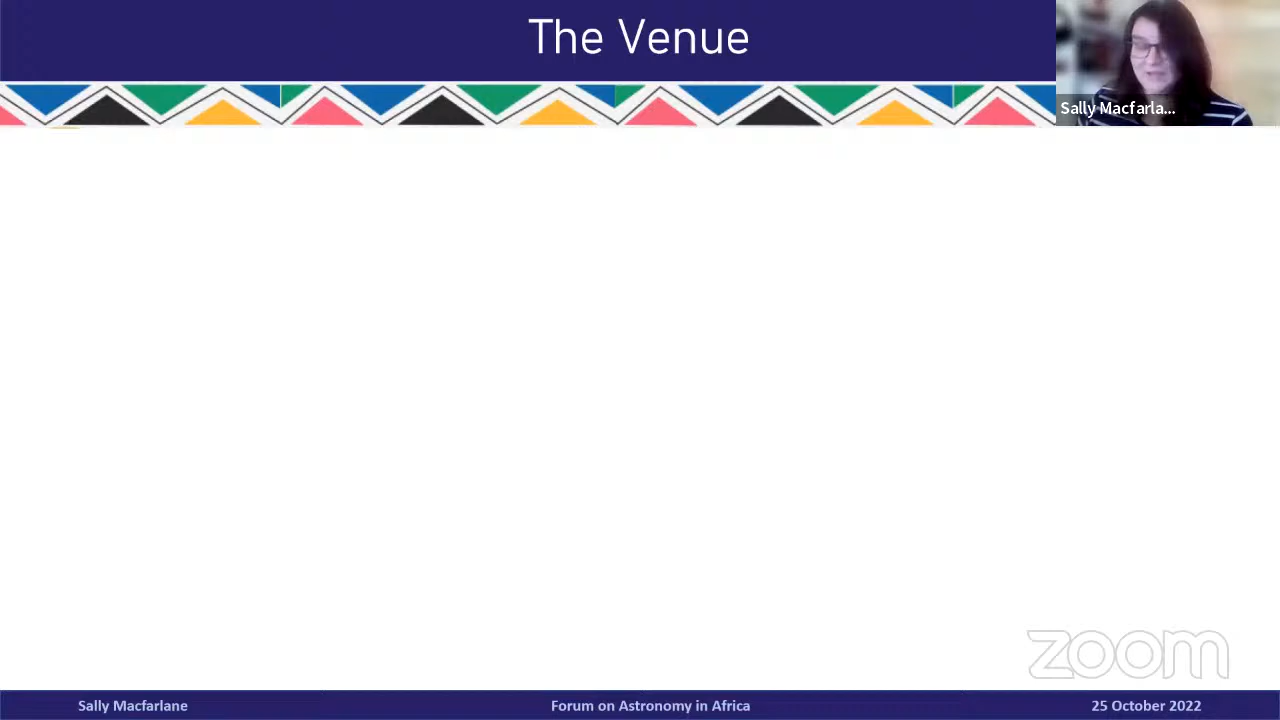 The Venue
Sally Macfarla...
zoom
Sally Macfarlane
Forum on Astronomy in Africa
25 October 2022